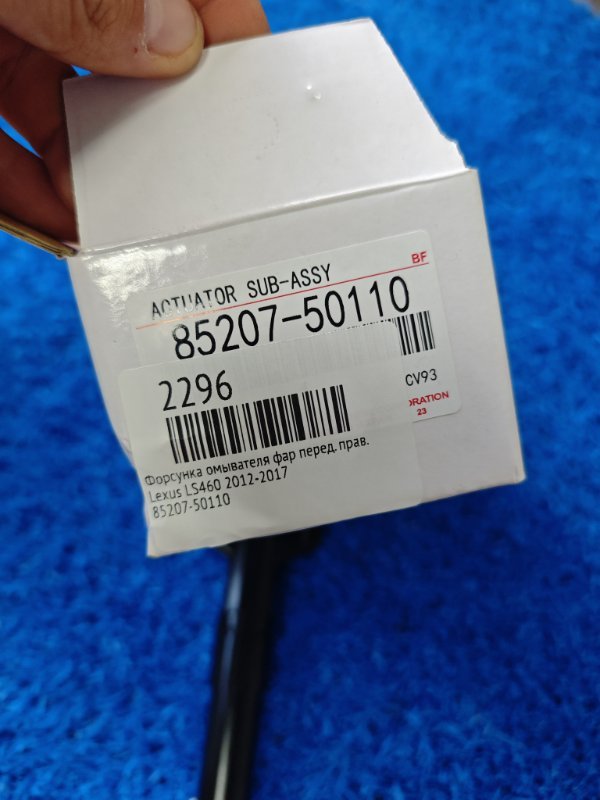 ACTUATOR SUB-ASSY
BF
85207-50110
2296
CV93
ORATION
23
Форсунка омывателя фар перед. прав.
Lexus LS460 2012-2017
85207-50110